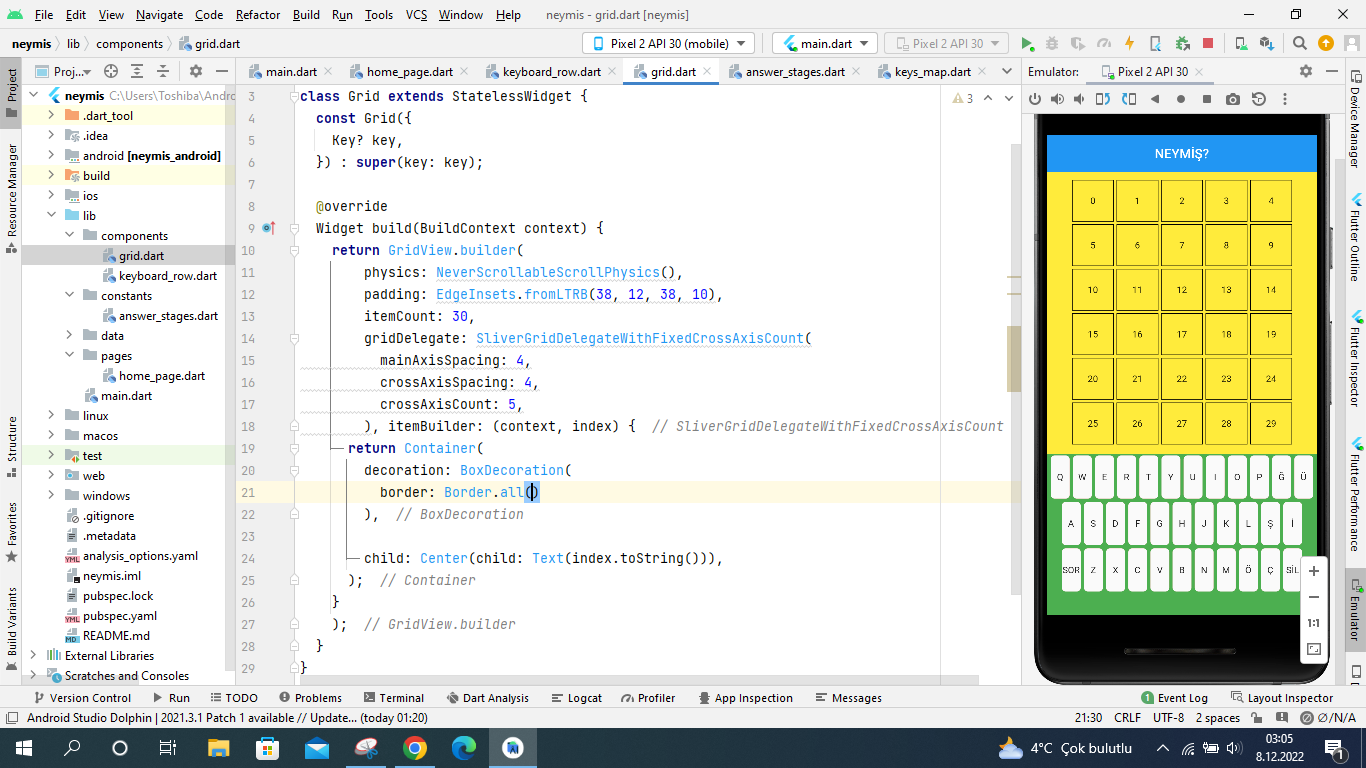 File Edit View Navigate Code Refactor Build Run Tools VCS Window Help neymis - grid.dart [neymis]
neymis lib components grid.dart Pixel 2 API 30 (mobile) main.dart Pixel 2 API 30
Project
Resource Manager
Structure
Favorites
Build Variants
Proj...
neymis C:\Users\Toshiba\Andro
.dart_tool
.idea
android [neymis_android]
build
ios
lib
components
grid.dart
keyboard_row.dart
constants
answer_stages.dart
data
pages
home_page.dart
main.dart
linux
macos
test
web
windows
.gitignore
.metadata
analysis_options.yaml
neymis.iml
pubspec.lock
pubspec.yaml
README.md
External Libraries
Scratches and Consoles
main.dart home_page.dart keyboard_row.dart grid.dart answer_stages.dart keys_map.dart
3
3 class Grid extends StatelessWidget {
4 const Grid({
5 Key? key,
6 }) : super(key: key);
7
8 @override
9 Widget build(BuildContext context) {
10 return GridView.builder(
11 physics: NeverScrollableScrollPhysics(),
12 padding: EdgeInsets.fromLTRB(38, 12, 38, 10),
13 itemCount: 30,
14 gridDelegate: SliverGridDelegateWithFixedCrossAxisCount(
15 mainAxisSpacing: 4,
16 crossAxisSpacing: 4,
17 crossAxisCount: 5,
18 ), itemBuilder: (context, index) { // SliverGridDelegateWithFixedCrossAxisCount
19 return Container(
20 decoration: BoxDecoration(
21 border: Border.all()
22 ), // BoxDecoration
23
24 child: Center(child: Text(index.toString())),
25 ); // Container
26 }
27 ); // GridView.builder
28 }
29 }
Emulator: Pixel 2 API 30
NEYMİŞ?
0 1 2 3 4
5 6 7 8 9
10 11 12 13 14
15 16 17 18 19
20 21 22 23 24
25 26 27 28 29
Q W E R T Y U I O P Ğ Ü
A S D F G H J K L Ş İ
SOR Z X C V B N M Ö Ç SİL
1:1
Device Manager
Flutter Outline
Flutter Inspector
Flutter Performance
Emulator
Version Control Run TODO Problems Terminal Dart Analysis Logcat Profiler App Inspection Messages 1 Event Log Layout Inspector
Android Studio Dolphin | 2021.3.1 Patch 1 available // Update... (today 01:20) 21:30 CRLF UTF-8 2 spaces Ø/N/A
4°C Çok bulutlu 03:05
8.12.2022 1